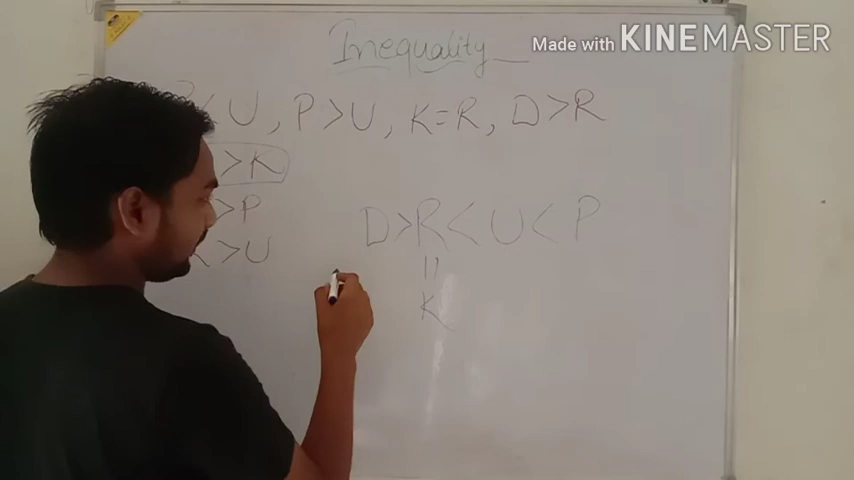 Made with KINEMASTER
Inequality
R < U, P > U, K = R, D > R
> K
> P
D > R < U < P
K > U
||
K